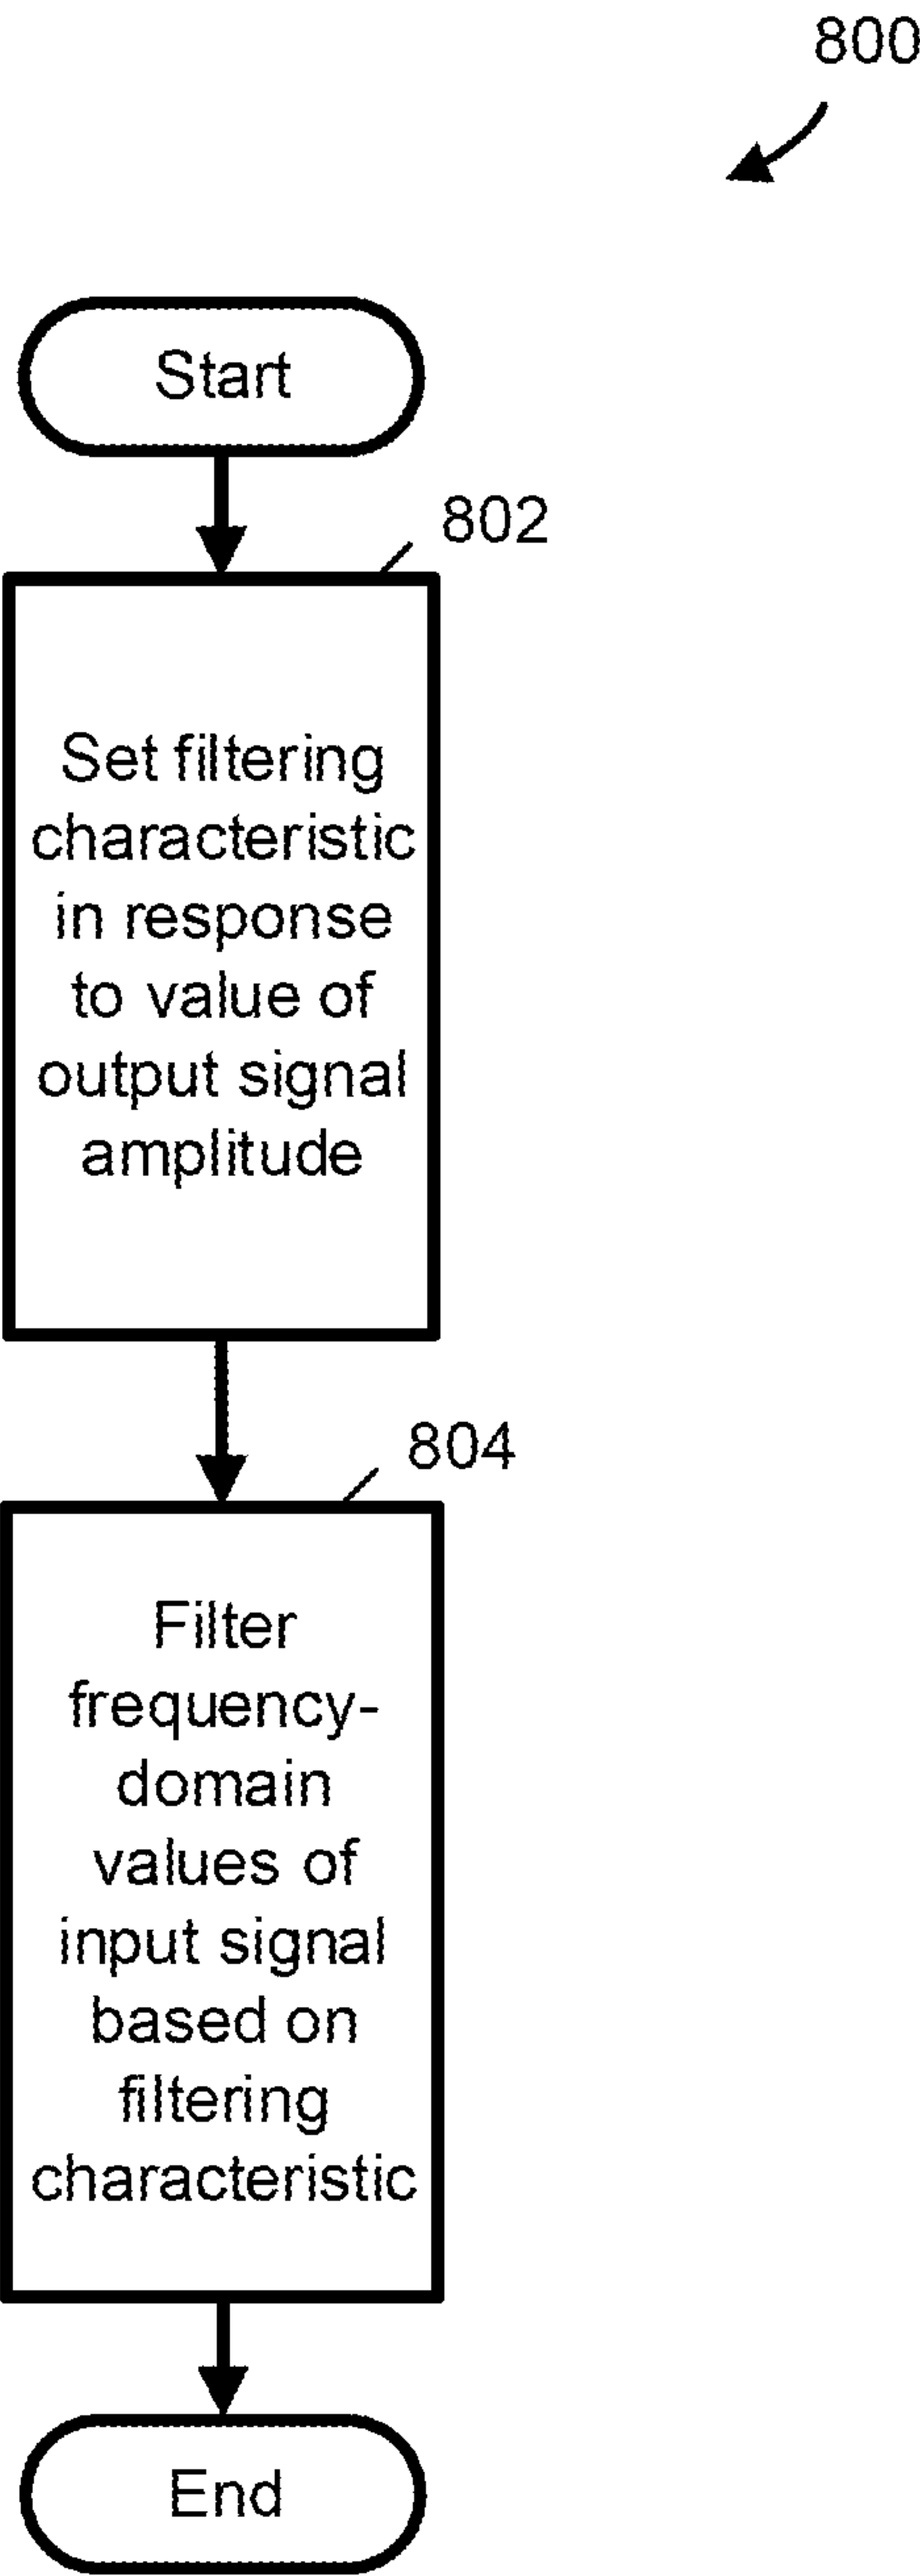 800
Start
802
Set filtering
characteristic
in response
to value of
output signal
amplitude
804
Filter
frequency-
domain
values of
input signal
based on
filtering
characteristic
End